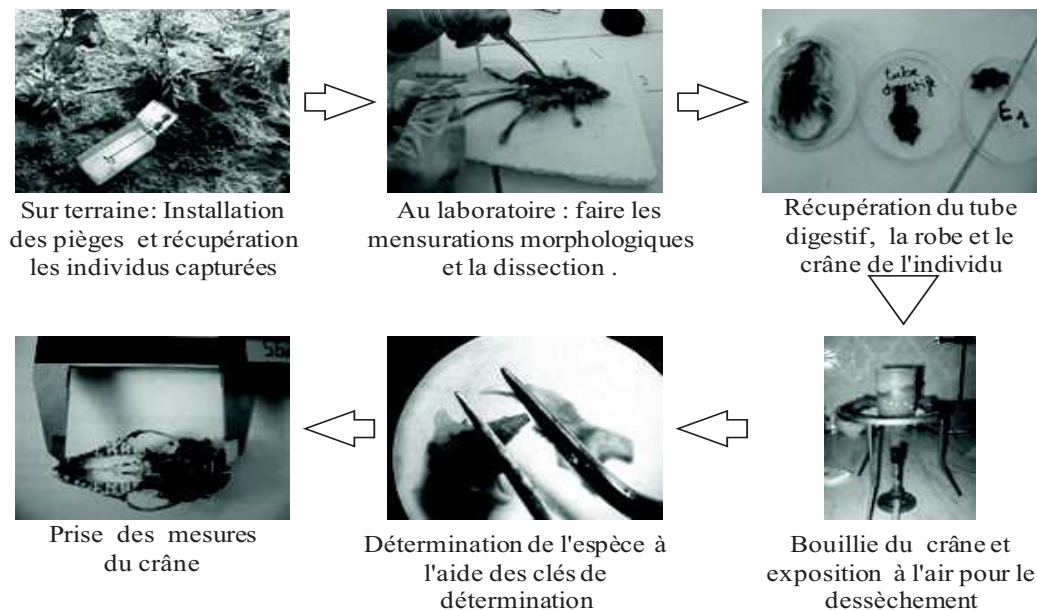 Sur terraine: Installation
des pièges et récupération
les individus capturées
Au laboratoire : faire les
mensurations morphologiques
et la dissection .
tube
digestif
E1
Récupération du tube
digestif, la robe et le
crâne de l'individu
Bouillie du crâne et
exposition à l'air pour le
dessèchement
Détermination de l'espèce à
l'aide des clés de
détermination
Prise des mesures
du crâne